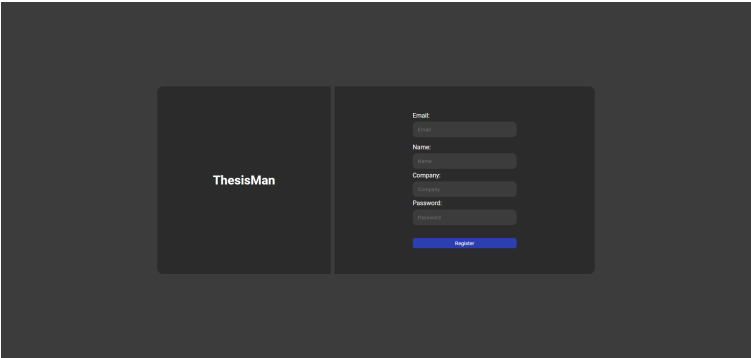 ThesisMan
Email:
Email
Name:
Name
Company:
Company
Password:
Password
Register